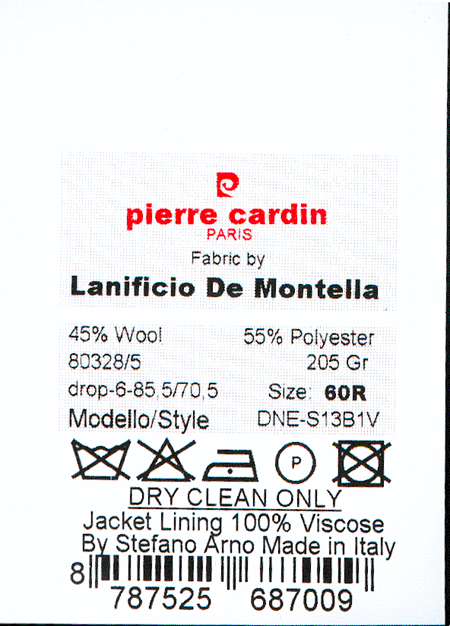 pierre cardin
PARIS
Fabric by
Lanificio De Montella
45% Wool 55% Polyester
80328/5 205 Gr
drop-6-85,5/70,5 Size: 60R
Modello/Style DNE-S13B1V
P
DRY CLEAN ONLY
Jacket Lining 100% Viscose
By Stefano Arno Made in Italy
8 787525 687009